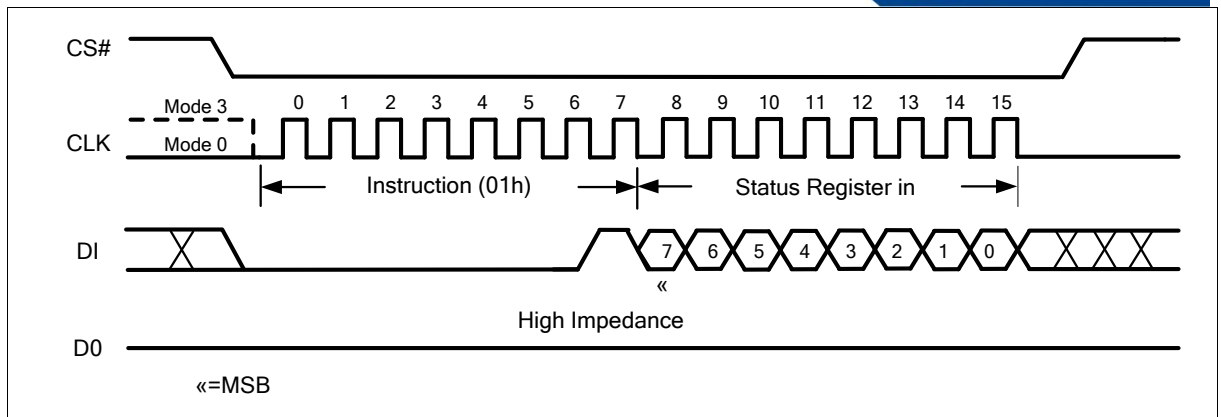 CS#
Mode 3
0 1 2 3 4 5 6 7 8 9 10 11 12 13 14 15
CLK
Mode 0
Instruction (01h)
Status Register in
DI
7 6 5 4 3 2 1 0
«
High Impedance
D0
«=MSB